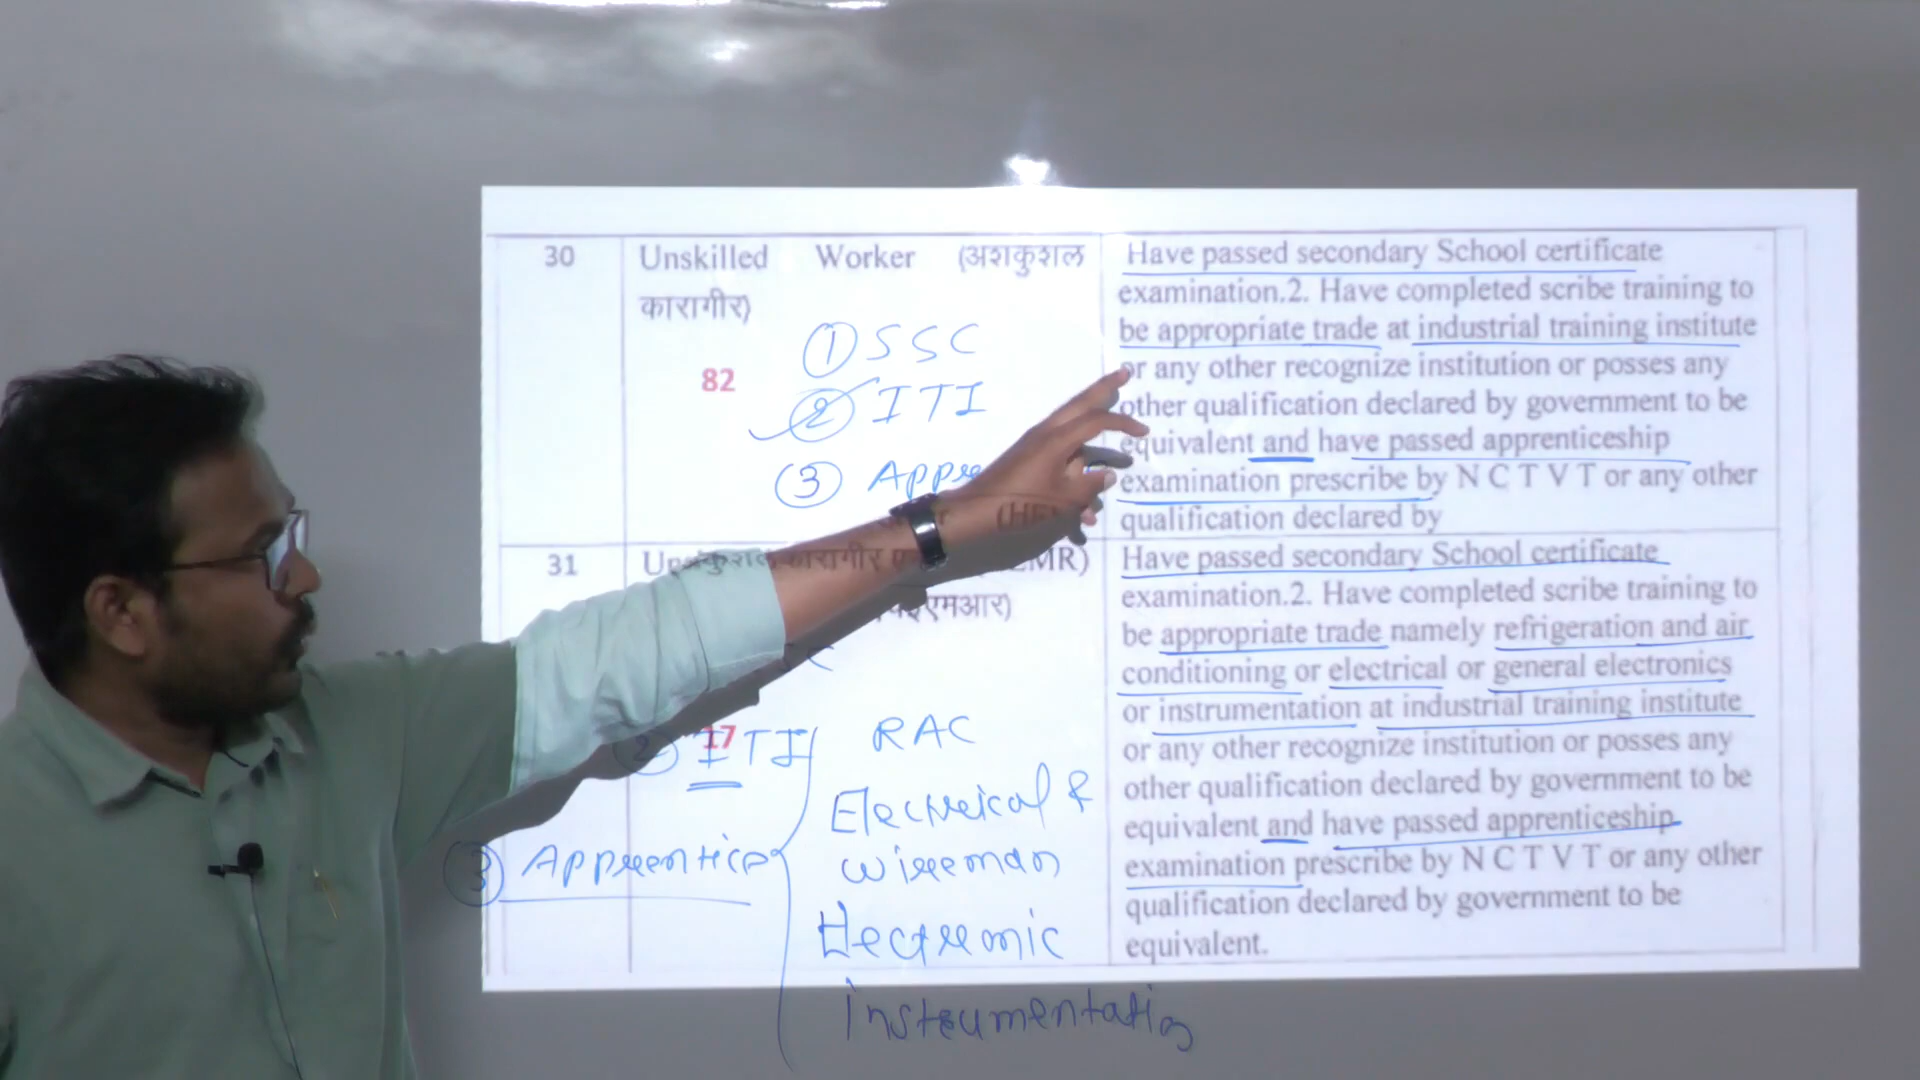 30
Unskilled Worker (अशकुशल
कारागीर)
82
① SSC
② ITI
③
Have passed secondary School certificate
examination.2. Have completed scribe training to
be appropriate trade at industrial training institute
or any other recognize institution or posses any
other qualification declared by government to be
equivalent and have passed apprenticeship
examination prescribe by N C T V T or any other
qualification declared by
31
17
② ITI
③ Apprentice
RAC
Electrical &
wireman
Electronic
Instrumentation
Have passed secondary School certificate
examination.2. Have completed scribe training to
be appropriate trade namely refrigeration and air
conditioning or electrical or general electronics
or instrumentation at industrial training institute
or any other recognize institution or posses any
other qualification declared by government to be
equivalent and have passed apprenticeship
examination prescribe by N C T V T or any other
qualification declared by government to be
equivalent.